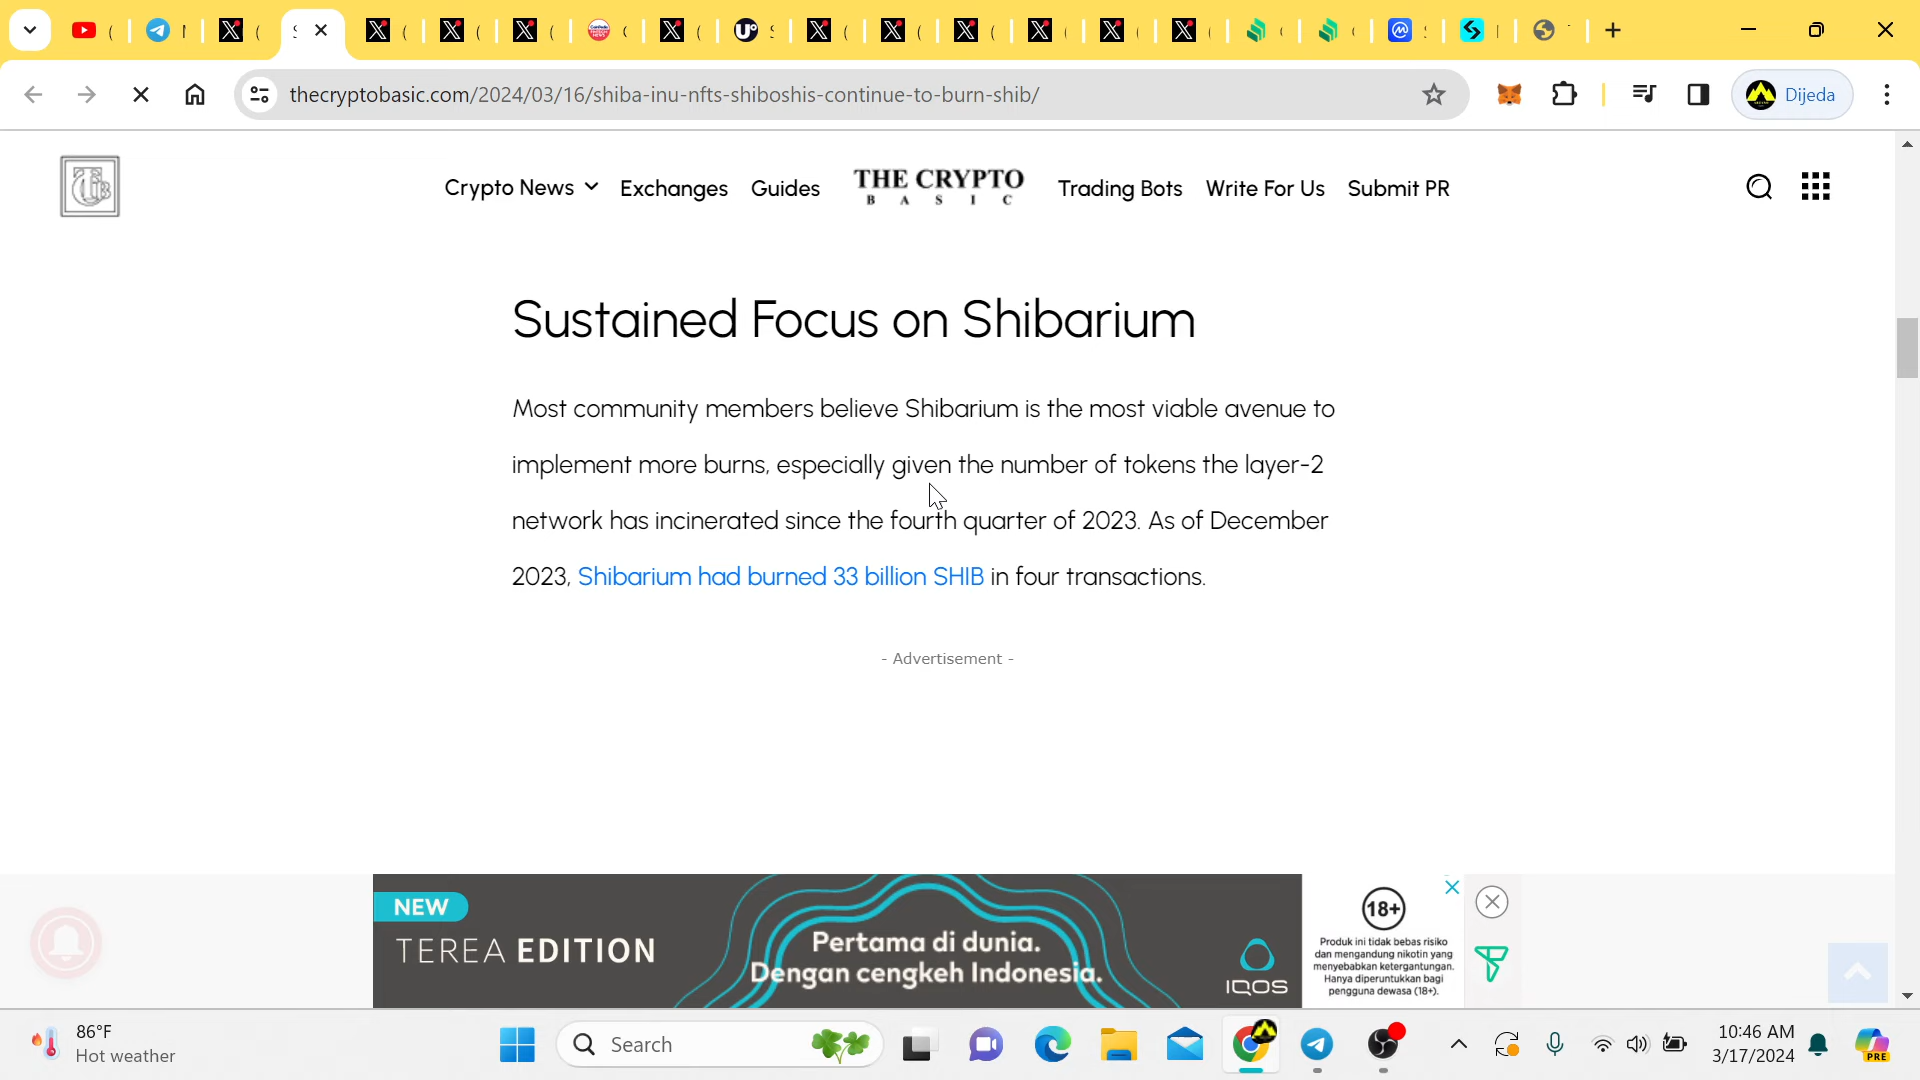 thecryptobasic.com/2024/03/16/shiba-inu-nfts-shiboshis-continue-to-burn-shib/
Dijeda
Crypto News
Exchanges
Guides
THE CRYPTO
BASIC
Trading Bots
Write For Us
Submit PR
Sustained Focus on Shibarium
Most community members believe Shibarium is the most viable avenue to
implement more burns, especially given the number of tokens the layer-2
network has incinerated since the fourth quarter of 2023. As of December
2023, Shibarium had burned 33 billion SHIB in four transactions.
- Advertisement -
NEW
TEREA EDITION
Pertama di dunia.
Dengan cengkeh Indonesia.
IQOS
18+
Produk ini tidak bebas risiko
dan mengandung nikotin yang
menyebabkan ketergantungan.
Hanya diperuntukkan bagi
pengguna dewasa (18+).
86°F
Hot weather
Search
10:46 AM
3/17/2024
PRE